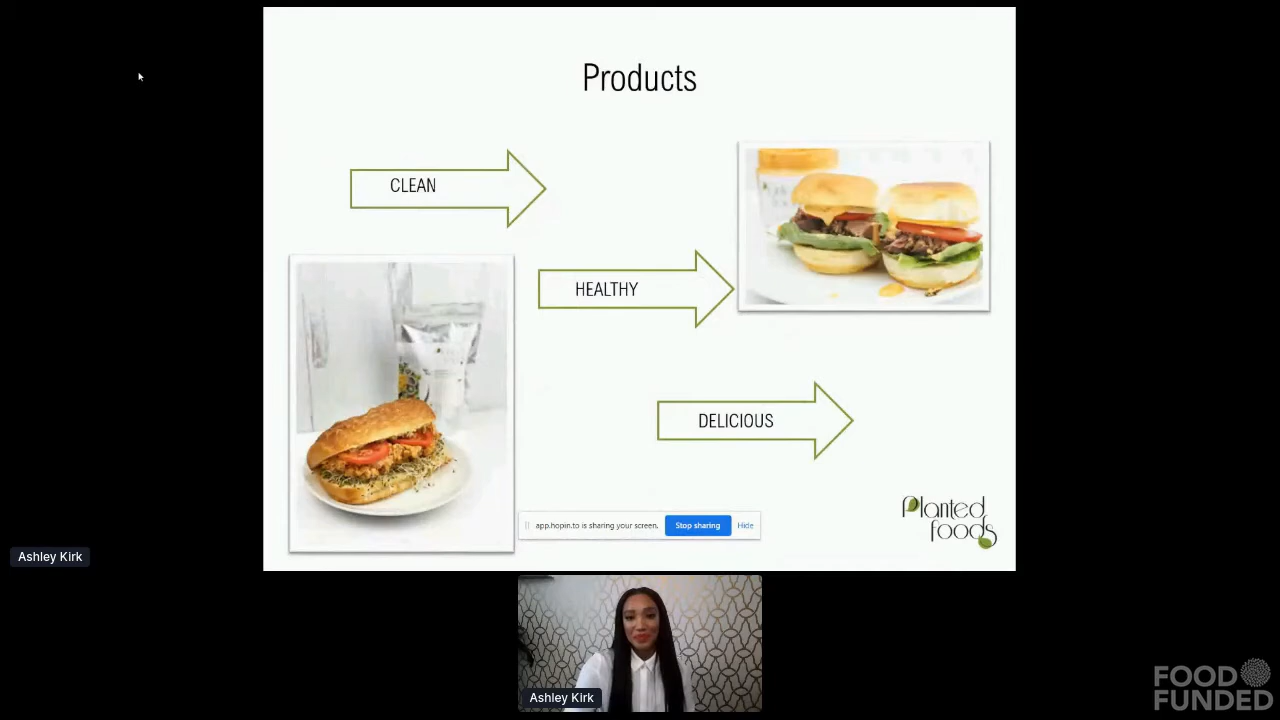 Products
CLEAN
HEALTHY
DELICIOUS
Planted
foods
app.hopin.to is sharing your screen.
Stop sharing
Hide
Ashley Kirk
Ashley Kirk
FOOD
FUNDED